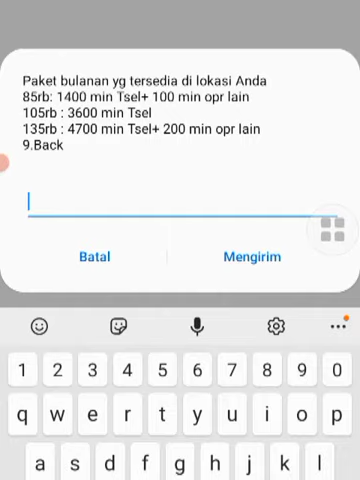 Paket bulanan yg tersedia di lokasi Anda
85rb: 1400 min Tsel+ 100 min opr lain
105rb : 3600 min Tsel
135rb : 4700 min Tsel+ 200 min opr lain
9.Back
Batal
Mengirim
1 2 3 4 5 6 7 8 9 0
q w e r t y u i o p
a s d f g h j k l